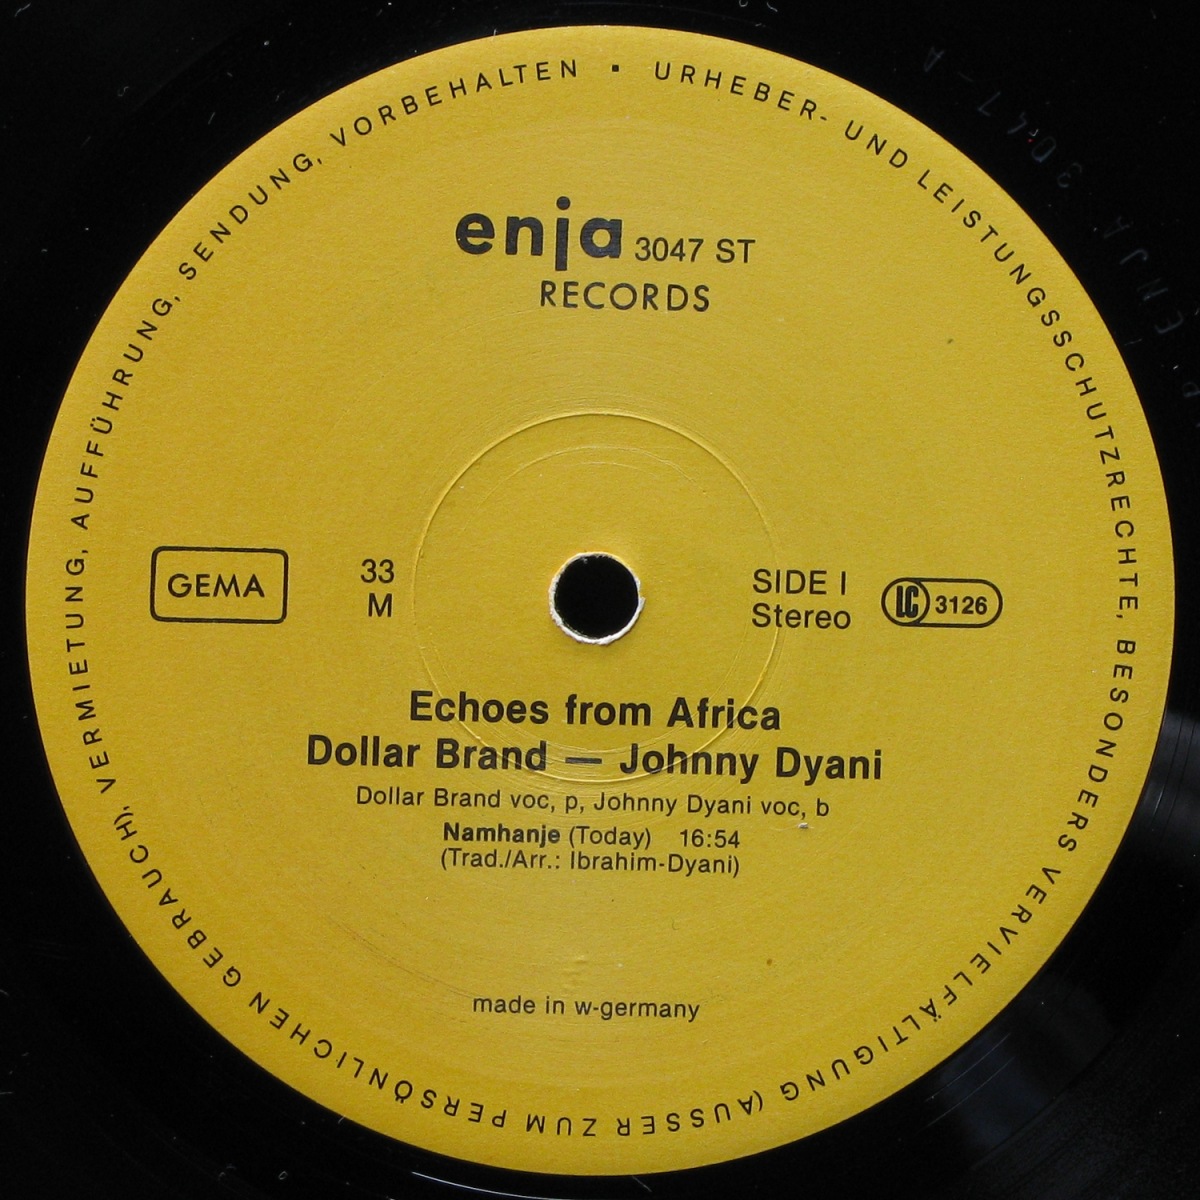 URHEBER- UND LEISTUNGSSCHUTZRECHTE, BESONDERS VERVIELFÄLTIGUNG (AUSSER ZUM PERSÖNLICHEN GEBRAUCH), VERMIETUNG, AUFFÜHRUNG, SENDUNG, VORBEHALTEN ·
enja 3047 ST
RECORDS
GEMA
33
M
SIDE I
Stereo
LC 3126
Echoes from Africa
Dollar Brand — Johnny Dyani
Dollar Brand voc, p, Johnny Dyani voc, b
Namhanje (Today) 16:54
(Trad./Arr.: Ibrahim-Dyani)
made in w-germany
ENJA 3047-A